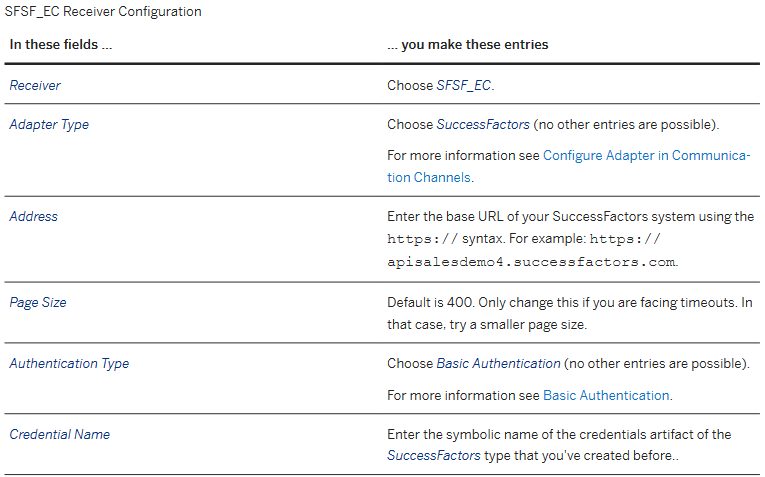 SFSF_EC Receiver Configuration
In these fields ... ... you make these entries
Receiver Choose SFSF_EC.
Adapter Type Choose SuccessFactors (no other entries are possible).
For more information see Configure Adapter in Communica-
tion Channels.
Address Enter the base URL of your SuccessFactors system using the
https:// syntax. For example: https://
apisalesdemo4.successfactors.com.
Page Size Default is 400. Only change this if you are facing timeouts. In
that case, try a smaller page size.
Authentication Type Choose Basic Authentication (no other entries are possible).
For more information see Basic Authentication.
Credential Name Enter the symbolic name of the credentials artifact of the
SuccessFactors type that you've created before..